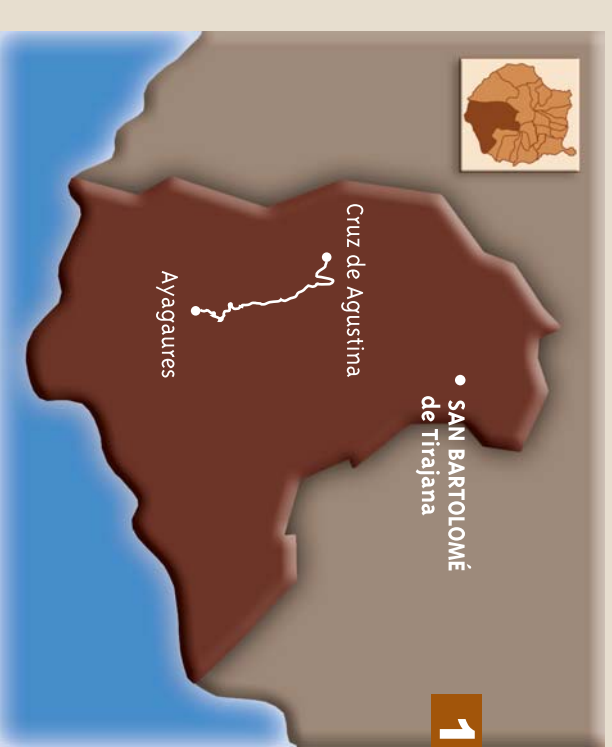 1
SAN BARTOLOMÉ
de Tirajana
Cruz de Agustina
Ayagaures